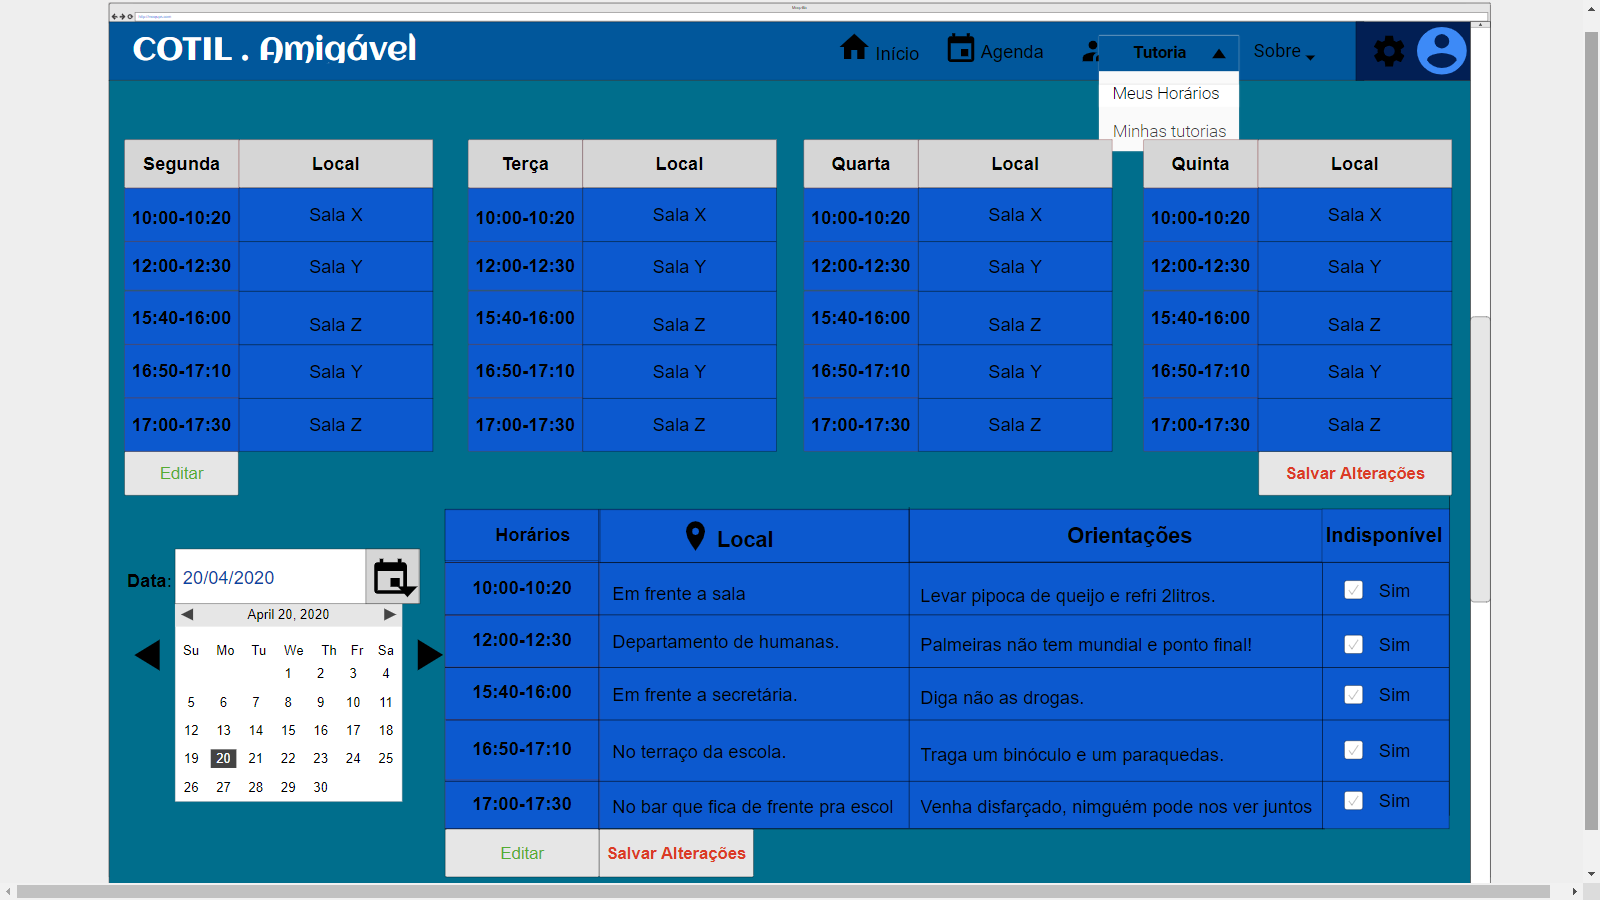 COTIL . Amigável
Início
Agenda
Tutoria
Sobre
Meus Horários
Minhas tutorias
Segunda Local Terça Local Quarta Local Quinta Local
10:00-10:20 Sala X 10:00-10:20 Sala X 10:00-10:20 Sala X 10:00-10:20 Sala X
12:00-12:30 Sala Y 12:00-12:30 Sala Y 12:00-12:30 Sala Y 12:00-12:30 Sala Y
15:40-16:00 Sala Z 15:40-16:00 Sala Z 15:40-16:00 Sala Z 15:40-16:00 Sala Z
16:50-17:10 Sala Y 16:50-17:10 Sala Y 16:50-17:10 Sala Y 16:50-17:10 Sala Y
17:00-17:30 Sala Z 17:00-17:30 Sala Z 17:00-17:30 Sala Z 17:00-17:30 Sala Z
Editar
Salvar Alterações
Data: 20/04/2020
April 20, 2020
Su Mo Tu We Th Fr Sa
1 2 3 4
5 6 7 8 9 10 11
12 13 14 15 16 17 18
19 20 21 22 23 24 25
26 27 28 29 30
Horários Local Orientações Indisponível
10:00-10:20 Em frente a sala Levar pipoca de queijo e refri 2litros. Sim
12:00-12:30 Departamento de humanas. Palmeiras não tem mundial e ponto final! Sim
15:40-16:00 Em frente a secretária. Diga não as drogas. Sim
16:50-17:10 No terraço da escola. Traga um binóculo e um paraquedas. Sim
17:00-17:30 No bar que fica de frente pra escol Venha disfarçado, nimguém pode nos ver juntos Sim
Editar
Salvar Alterações